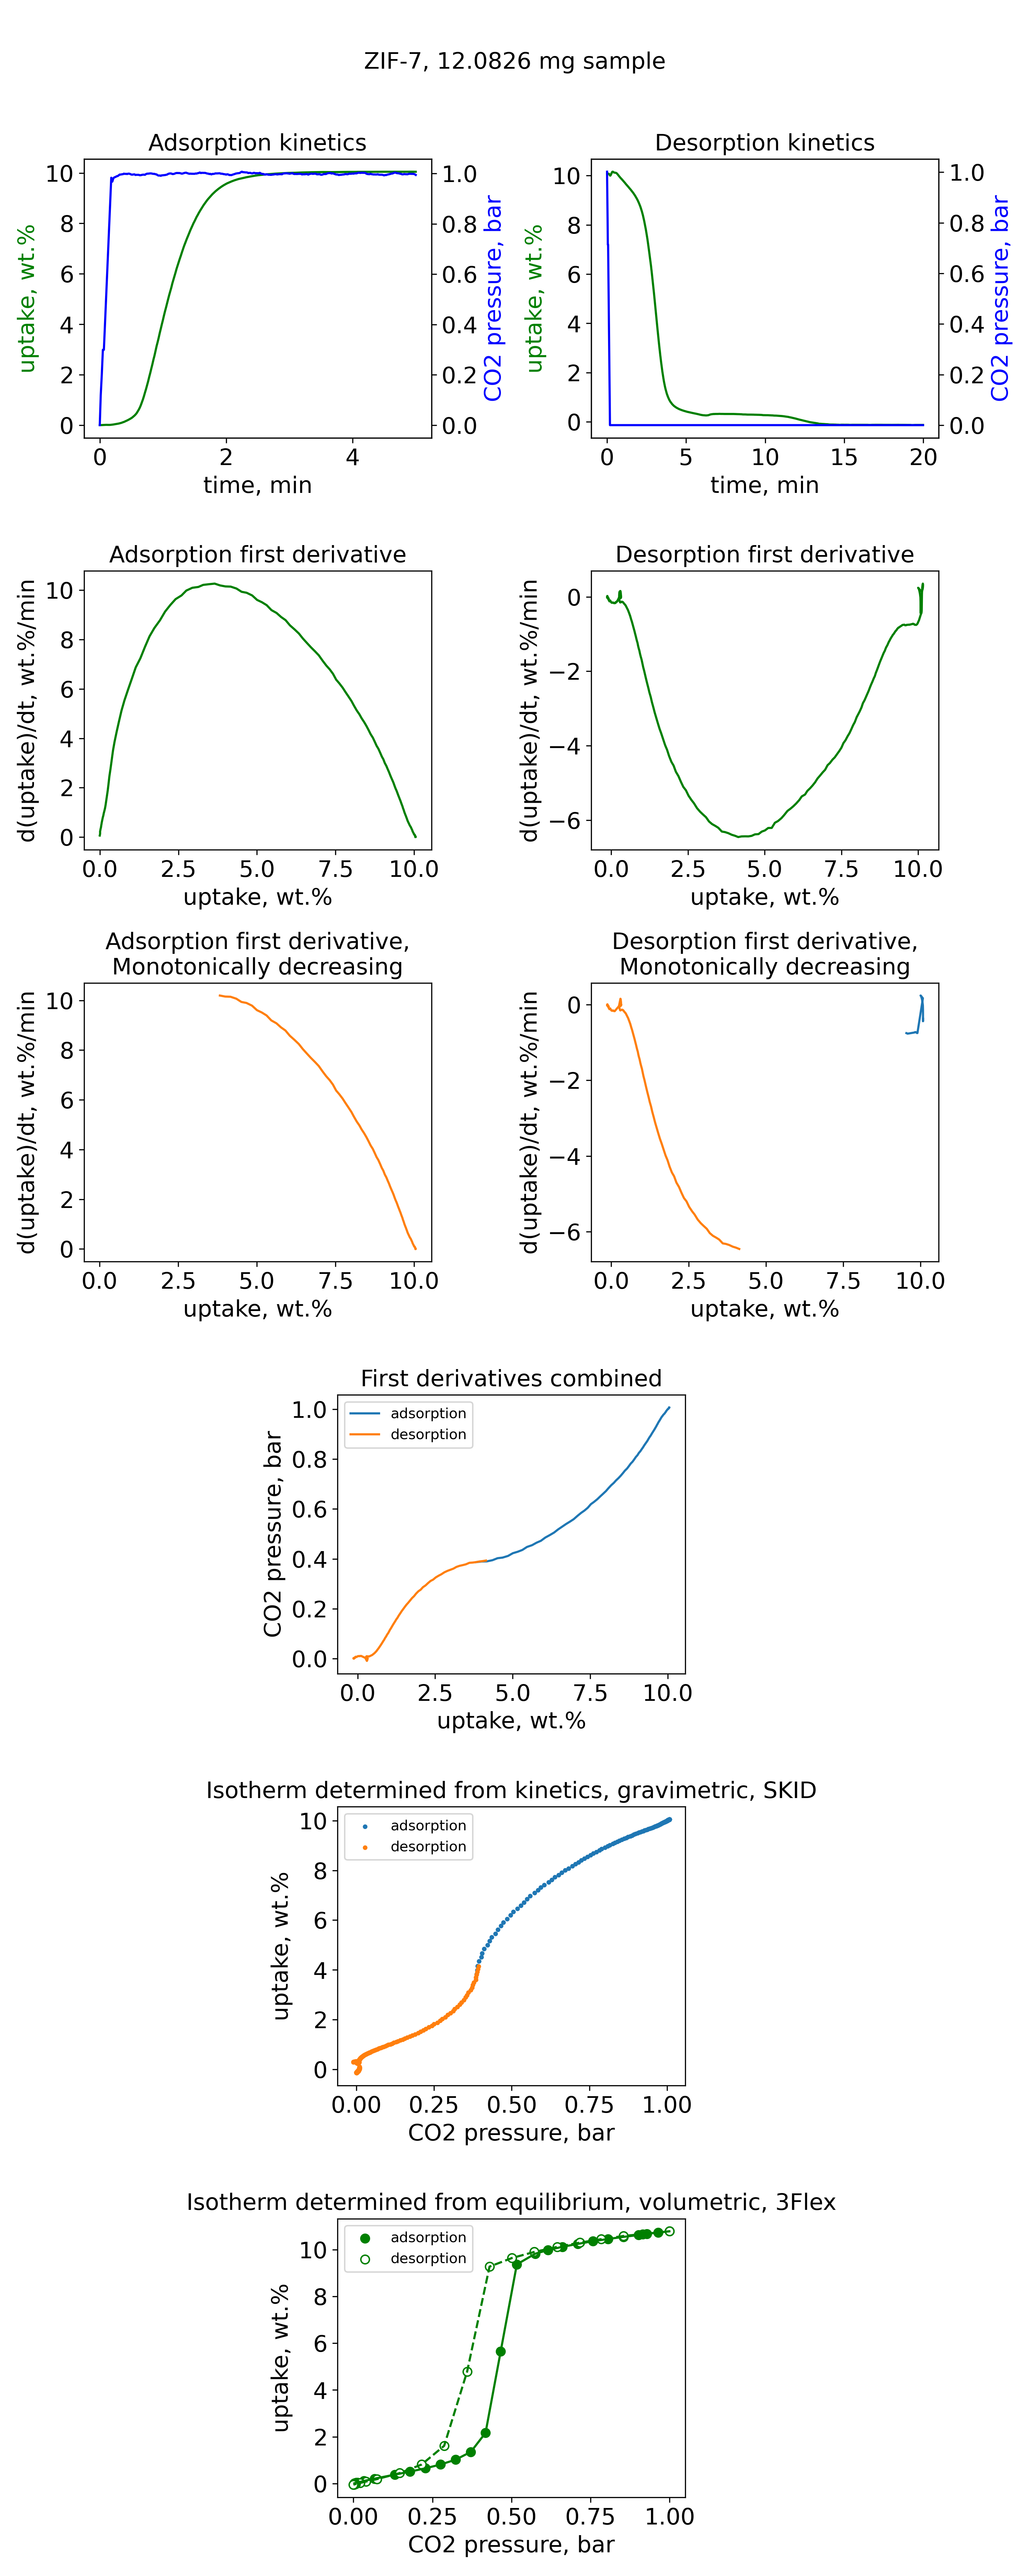 ZIF-7, 12.0826 mg sample
Adsorption kinetics
uptake, wt.%
10
8
6
4
2
0
1.0
0.8
0.6
0.4
0.2
0.0
CO2 pressure, bar
0 2 4
time, min
Desorption kinetics
uptake, wt.%
10
8
6
4
2
0
1.0
0.8
0.6
0.4
0.2
0.0
CO2 pressure, bar
0 5 10 15 20
time, min
Adsorption first derivative
d(uptake)/dt, wt.%/min
10
8
6
4
2
0
0.0 2.5 5.0 7.5 10.0
uptake, wt.%
Desorption first derivative
d(uptake)/dt, wt.%/min
0
−2
−4
−6
0.0 2.5 5.0 7.5 10.0
uptake, wt.%
Adsorption first derivative,
Monotonically decreasing
d(uptake)/dt, wt.%/min
10
8
6
4
2
0
0.0 2.5 5.0 7.5 10.0
uptake, wt.%
Desorption first derivative,
Monotonically decreasing
d(uptake)/dt, wt.%/min
0
−2
−4
−6
0.0 2.5 5.0 7.5 10.0
uptake, wt.%
First derivatives combined
adsorption
desorption
CO2 pressure, bar
1.0
0.8
0.6
0.4
0.2
0.0
0.0 2.5 5.0 7.5 10.0
uptake, wt.%
Isotherm determined from kinetics, gravimetric, SKID
adsorption
desorption
uptake, wt.%
10
8
6
4
2
0
0.00 0.25 0.50 0.75 1.00
CO2 pressure, bar
Isotherm determined from equilibrium, volumetric, 3Flex
adsorption
desorption
uptake, wt.%
10
8
6
4
2
0
0.00 0.25 0.50 0.75 1.00
CO2 pressure, bar